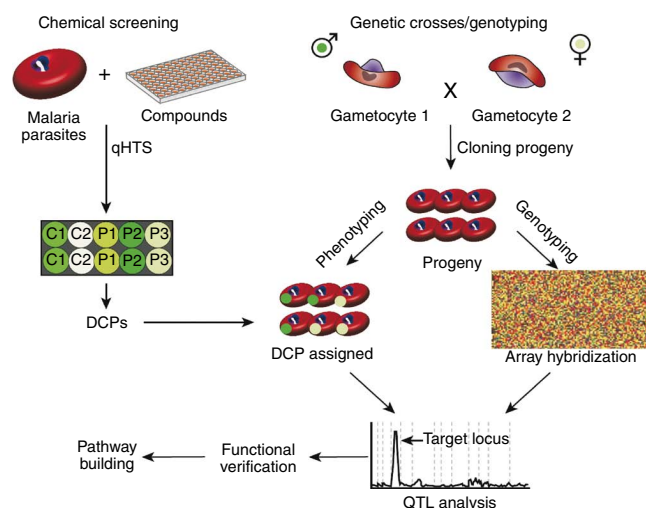 Chemical screening
Genetic crosses/genotyping
♂
♀
+
X
Malaria
parasites
Compounds
Gametocyte 1
Gametocyte 2
qHTS
Cloning progeny
C1 C2 P1 P2 P3
C1 C2 P1 P2 P3
Phenotyping
Genotyping
Progeny
DCPs
DCP assigned
Array hybridization
Target locus
Pathway
building
Functional
verification
QTL analysis